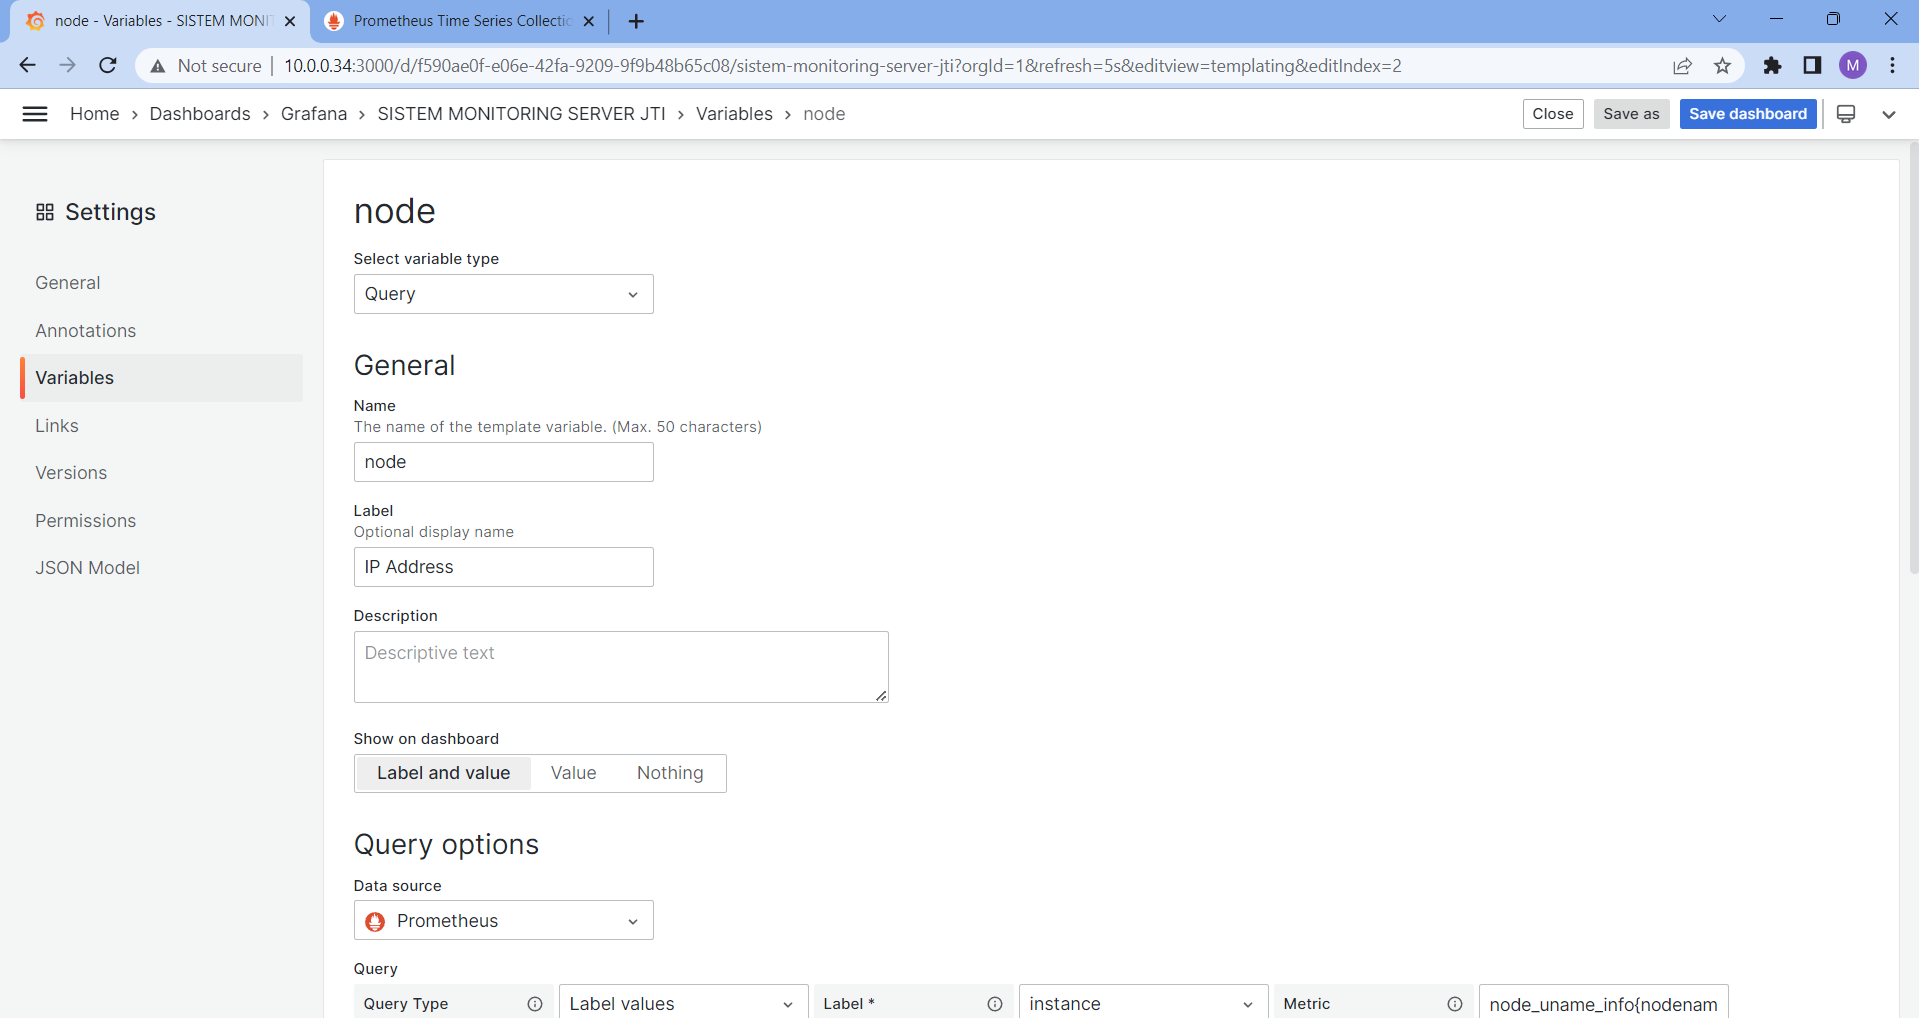 node - Variables - SISTEM MONIT
Prometheus Time Series Collectic
Not secure
10.0.0.34:3000/d/f590ae0f-e06e-42fa-9209-9f9b48b65c08/sistem-monitoring-server-jti?orgId=1&refresh=5s&editview=templating&editIndex=2
M
Home > Dashboards > Grafana > SISTEM MONITORING SERVER JTI > Variables > node
Close
Save as
Save dashboard
Settings
General
Annotations
Variables
Links
Versions
Permissions
JSON Model
node
Select variable type
Query
General
Name
The name of the template variable. (Max. 50 characters)
node
Label
Optional display name
IP Address
Description
Descriptive text
Show on dashboard
Label and value Value Nothing
Query options
Data source
Prometheus
Query
Query Type Label values Label * instance Metric node_uname_info{nodenam